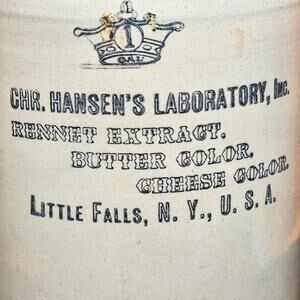 1
GAL
CHR. HANSEN'S LABORATORY, Inc.
RENNET EXTRACT.
BUTTER COLOR.
CHEESE COLOR.
LITTLE FALLS, N. Y., U. S. A.